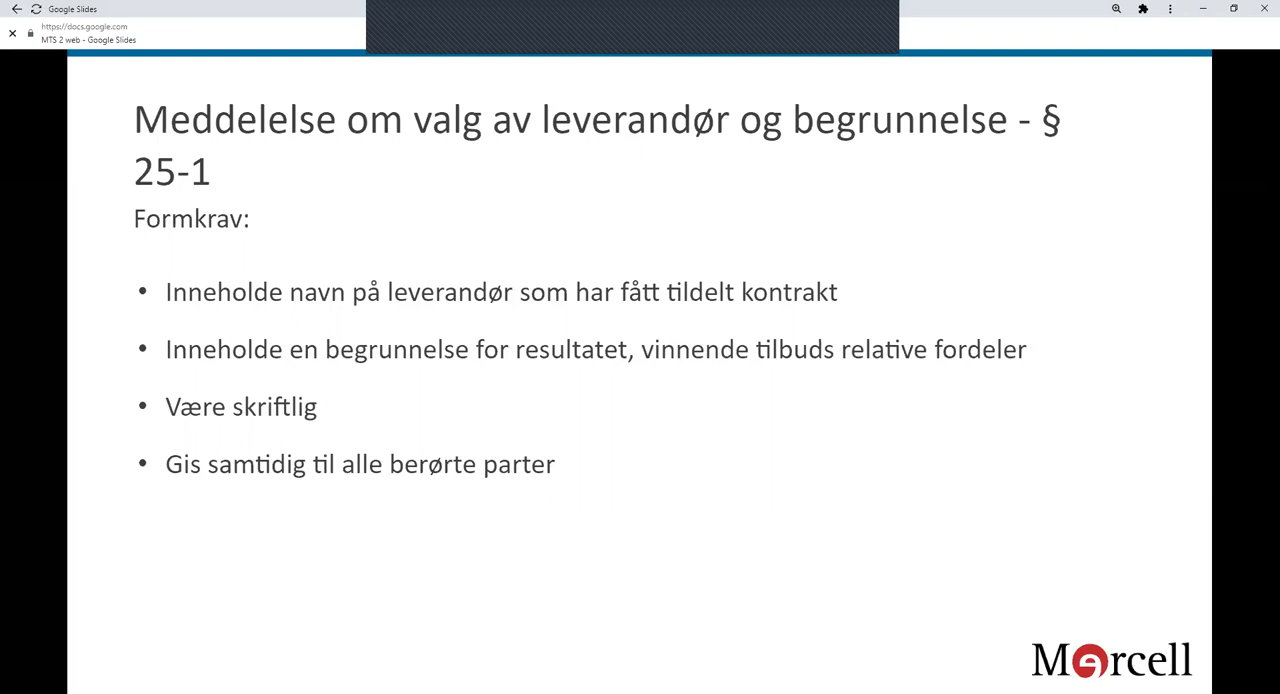 Google Slides
https://docs.google.com
MTS 2 web - Google Slides
Meddelelse om valg av leverandør og begrunnelse - §
25-1
Formkrav:
• Inneholde navn på leverandør som har fått tildelt kontrakt
• Inneholde en begrunnelse for resultatet, vinnende tilbuds relative fordeler
• Være skriftlig
• Gis samtidig til alle berørte parter
Mercell